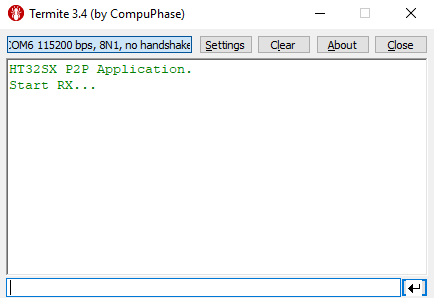 Termite 3.4 (by CompuPhase)
COM6 115200 bps, 8N1, no handshake
Settings
Clear
About
Close
HT32SX P2P Application.
Start RX...